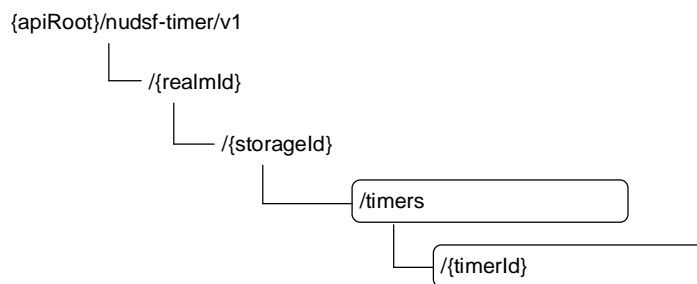 {apiRoot}/nudsf-timer/v1
/{realmId}
/{storageId}
/timers
/{timerId}